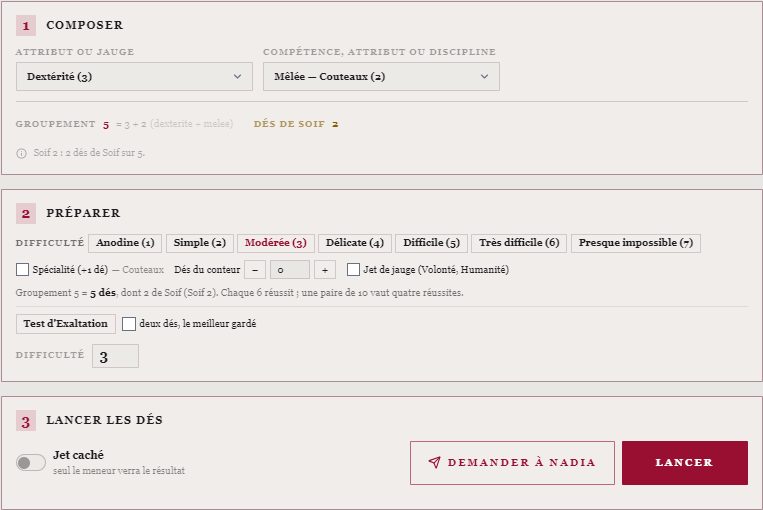 1 COMPOSER
ATTRIBUT OU JAUGE COMPÉTENCE, ATTRIBUT OU DISCIPLINE
Dextérité (3) Mêlée — Couteaux (2)
GROUPEMENT 5 = 3 + 2 (dexterite + melee) DÉS DE SOIF 2
Soif 2 : 2 dés de Soif sur 5.
2 PRÉPARER
DIFFICULTÉ Anodine (1) Simple (2) Modérée (3) Délicate (4) Difficile (5) Très difficile (6) Presque impossible (7)
Spécialité (+1 dé) — Couteaux Dés du conteur − 0 + Jet de jauge (Volonté, Humanité)
Groupement 5 = 5 dés, dont 2 de Soif (Soif 2). Chaque 6 réussit ; une paire de 10 vaut quatre réussites.
Test d'Exaltation deux dés, le meilleur gardé
DIFFICULTÉ 3
3 LANCER LES DÉS
Jet caché
seul le meneur verra le résultat
DEMANDER À NADIA LANCER